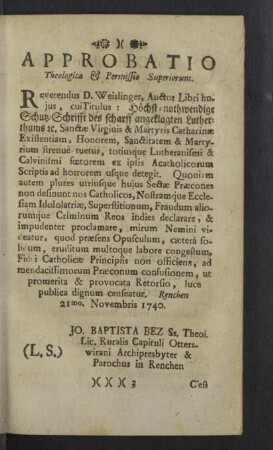 )(
APPROBATIO
Theologica & Permissio Superiorum.
Reverendus D. Weislinger, Auctor Libri hu-
jus, cui Titulus: Höchst-nothwendige
Schutz-Schrifft des scharff angeklagten Luther-
thums ꝛc. Sanctæ Virginis & Martyris Catharinæ
Existentiam, Honorem, Sanctitatem & Marty-
rium strenuè tuetur, totiusque Lutheranismi &
Calvinismi fœtorem ex ipsis Acatholicorum
Scriptis ad horrorem usque detegit. Quoniam
autem plures utriusque hujus Sectæ Præcones
non desinunt nos Catholicos, Nostramque Eccle-
siam Idololatriæ, Superstitionum, Fraudum alio-
rumque Criminum Reos indies declarare, &
impudenter proclamare, mirum Nemini vi-
deatur, quod præsens Opusculum, cæterà so-
lidum, eruditum multoque labore congestum,
Fidei Catholicæ Principiis non officiens, ad
mendacissimorum Præconum confusionem, ut
promerita & provocata Retorsio, luce
publica dignum censeatur. Renchen
21mo. Novembris 1740.
JO. BAPTISTA BEZ Ss. Theol.
Lic. Ruralis Capituli Otters-
wirani Archipresbyter &
Parochus in Renchen
(L.S.)
)( )( )( 3
C'est